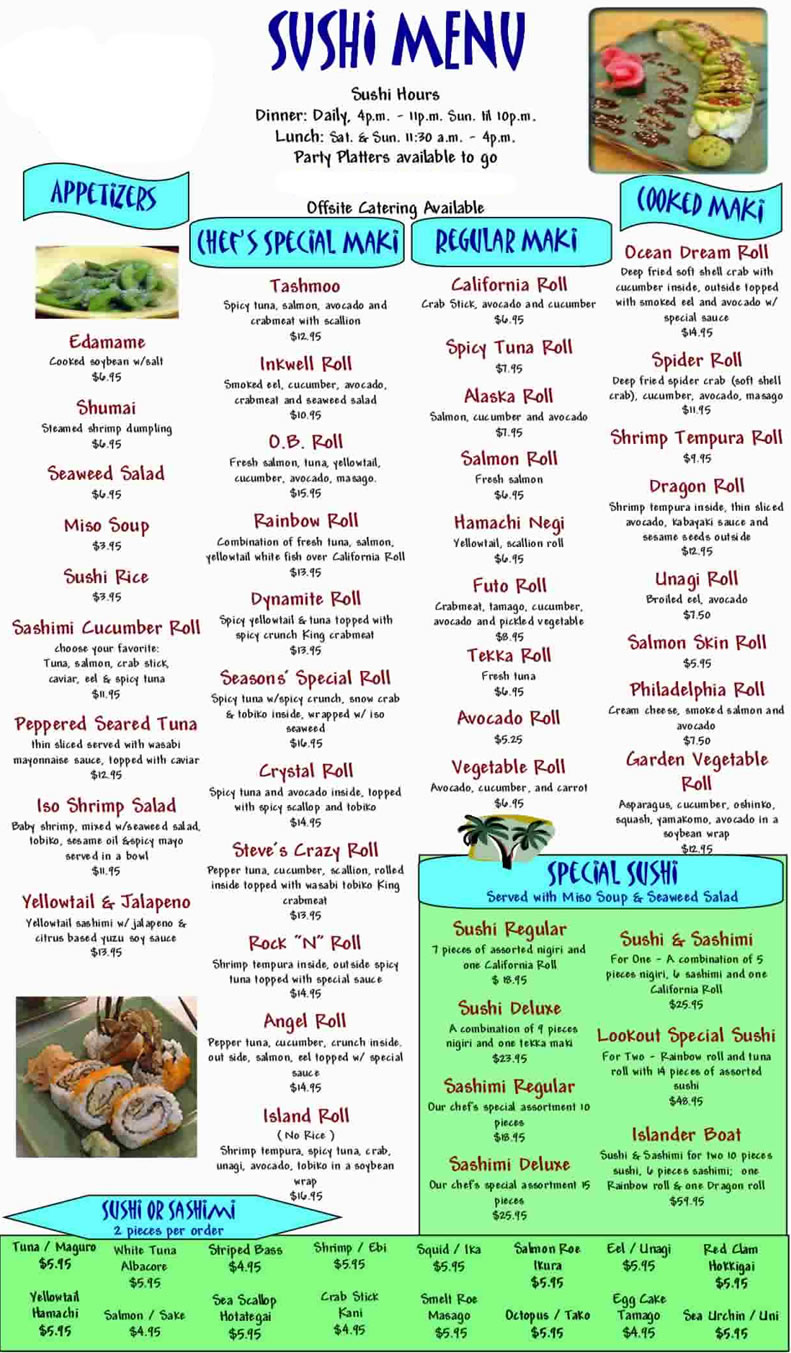 SUSHI MENU
Sushi Hours
Dinner: Daily, 4p.m. - 11p.m. Sun. til 10p.m.
Lunch: Sat. & Sun. 11:30 a.m. - 4p.m.
Party Platters available to go
Offsite Catering Available
APPETIZERS
Edamame
Cooked soybean w/salt
$6.95
Shumai
Steamed shrimp dumpling
$6.95
Seaweed Salad
$6.95
Miso Soup
$3.95
Sushi Rice
$3.95
Sashimi Cucumber Roll
choose your favorite:
Tuna, salmon, crab stick,
caviar, eel & spicy tuna
$11.95
Peppered Seared Tuna
thin sliced served with wasabi
mayonnaise sauce, topped with caviar
$12.95
Iso Shrimp Salad
Baby shrimp, mixed w/seaweed salad,
tobiko, sesame oil &spicy mayo
served in a bowl
$11.95
Yellowtail & Jalapeno
Yellowtail sashimi w/jalapeno &
citrus based yuzu soy sauce
$13.95
CHEF'S SPECIAL MAKI
Tashmoo
Spicy tuna, salmon, avocado and
crabmeat with scallion
$12.95
Inkwell Roll
Smoked eel, cucumber, avocado,
crabmeat and seaweed salad
$10.95
O.B. Roll
Fresh salmon, tuna, yellowtail,
cucumber, avocado, masago.
$15.95
Rainbow Roll
Combination of fresh tuna, salmon,
yellowtail white fish over California Roll
$13.95
Dynamite Roll
Spicy yellowtail & tuna topped with
spicy crunch King crabmeat
$13.95
Seasons' Special Roll
Spicy tuna w/spicy crunch, snow crab
& tobiko inside, wrapped w/ iso
seaweed
$16.95
Crystal Roll
Spicy tuna and avocado inside, topped
with spicy scallop and tobiko
$14.95
Steve's Crazy Roll
Pepper tuna, cucumber, scallion, rolled
inside topped with wasabi tobiko King
crabmeat
$13.95
Rock "N" Roll
Shrimp tempura inside, outside spicy
tuna topped with special sauce
$14.95
Angel Roll
Pepper tuna, cucumber, crunch inside.
out side, salmon, eel topped w/ special
sauce
$14.95
Island Roll
( No Rice )
Shrimp tempura, spicy tuna, crab,
unagi, avocado, tobiko in a soybean
wrap
$16.95
REGULAR MAKI
California Roll
Crab Stick, avocado and cucumber
$6.95
Spicy Tuna Roll
$7.95
Alaska Roll
Salmon, cucumber and avocado
$7.95
Salmon Roll
Fresh salmon
$6.95
Hamachi Negi
Yellowtail, scallion roll
$6.95
Futo Roll
Crabmeat, tamago, cucumber,
avocado and pickled vegetable
$8.95
Tekka Roll
Fresh tuna
$6.95
Avocado Roll
$5.25
Vegetable Roll
Avocado, cucumber, and carrot
$6.95
COOKED MAKI
Ocean Dream Roll
Deep fried soft shell crab with
cucumber inside, outside topped
with smoked eel and avocado w/
special sauce
$14.95
Spider Roll
Deep fried spider crab (soft shell
crab), cucumber, avocado, masago
$11.95
Shrimp Tempura Roll
$9.95
Dragon Roll
Shrimp tempura inside, thin sliced
avocado, kabayaki sauce and
sesame seeds outside
$12.95
Unagi Roll
Broiled eel, avocado
$7.50
Salmon Skin Roll
$5.95
Philadelphia Roll
Cream cheese, smoked salmon and
avocado
$7.50
Garden Vegetable
Roll
Asparagus, cucumber, oshinko,
squash, yamakomo, avocado in a
soybean wrap
$12.95
SPECIAL SUSHI
Served with Miso Soup & Seaweed Salad
Sushi Regular
7 pieces of assorted nigiri and
one California Roll
$ 18.95
Sushi Deluxe
A combination of 9 pieces
nigiri and one tekka maki
$23.95
Sashimi Regular
Our chef's special assortment 10
pieces
$18.95
Sashimi Deluxe
Our chef's special assortment 15
pieces
$25.95
Sushi & Sashimi
For One - A combination of 5
pieces nigiri, 6 sashimi and one
California Roll
$25.95
Lookout Special Sushi
For Two - Rainbow roll and tuna
roll with 14 pieces of assorted
sushi
$48.95
Islander Boat
Sushi & Sashimi for two 10 pieces
sushi, 6 pieces sashimi; one
Rainbow roll & one Dragon roll
$59.95
SUSHI OR SASHIMI
2 pieces per order
Tuna / Maguro
$5.95
White Tuna
Albacore
$5.95
Striped Bass
$4.95
Shrimp / Ebi
$5.95
Squid / Ika
$5.95
Salmon Roe
Ikura
$5.95
Eel / Unagi
$5.95
Red Clam
Hokkigai
$5.95
Yellowtail
Hamachi
$5.95
Salmon / Sake
$4.95
Sea Scallop
Hotategai
$5.95
Crab Stick
Kani
$4.95
Smelt Roe
Masago
$5.95
Octopus / Tako
$5.95
Egg Cake
Tamago
$4.95
Sea Urchin / Uni
$5.95